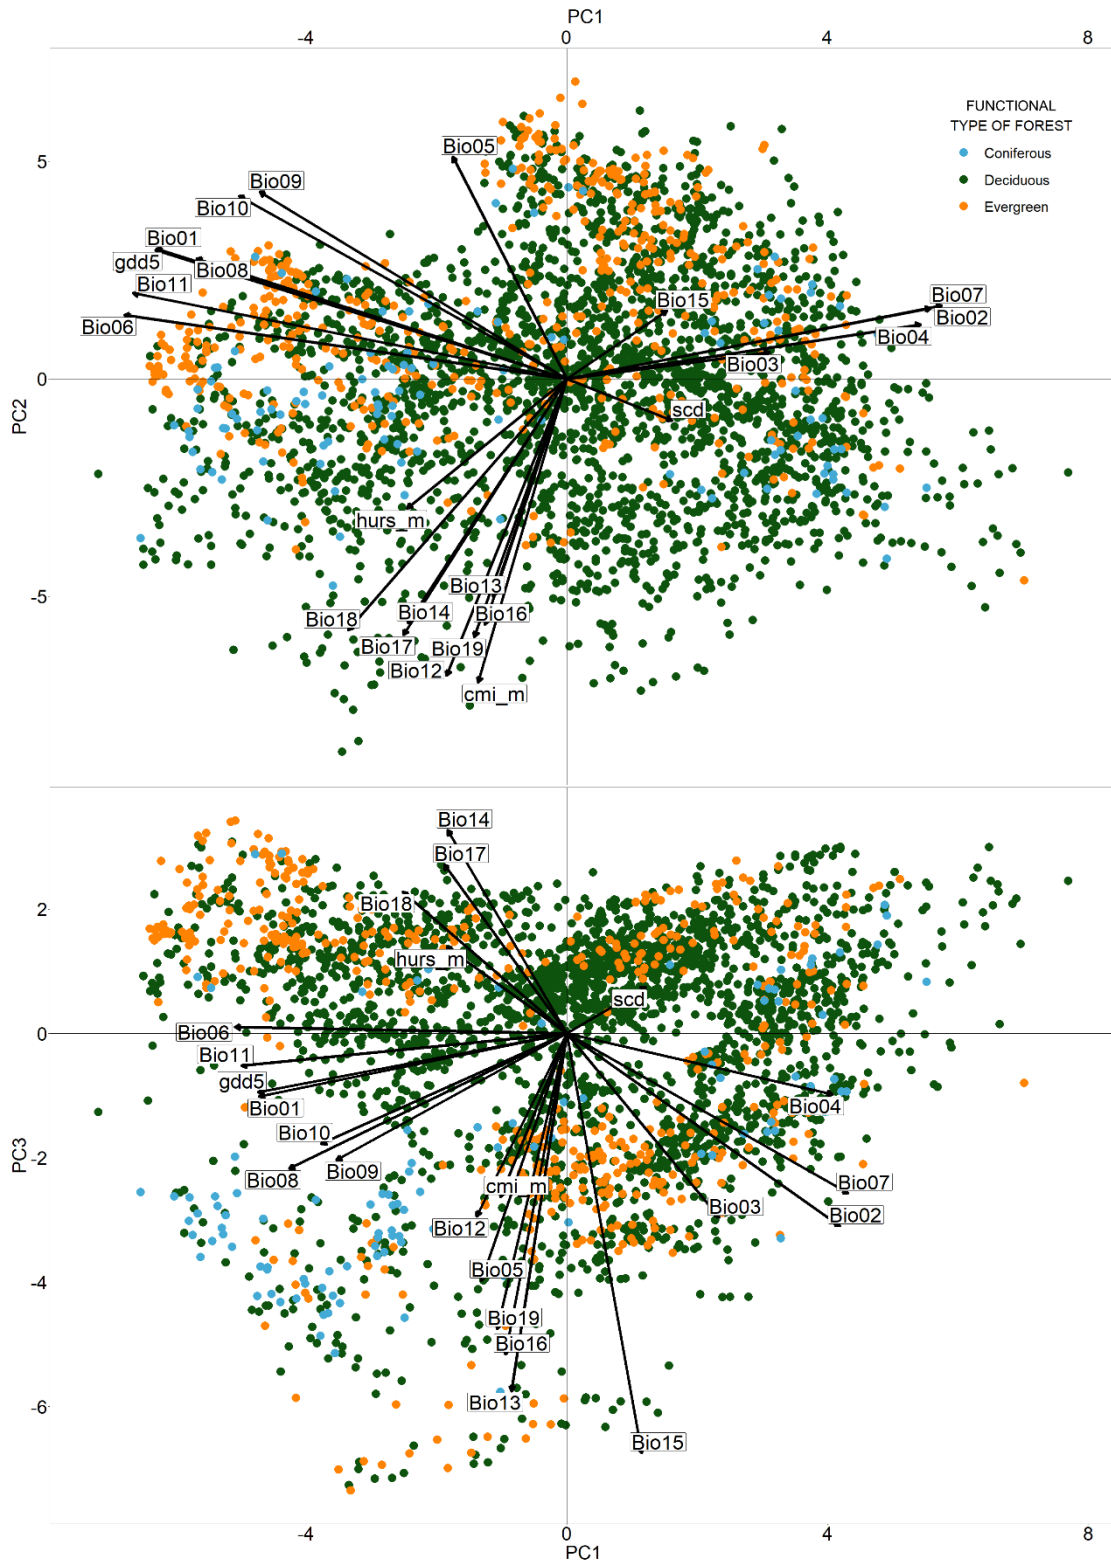 PC1
-4
0
4
8
FUNCTIONAL
TYPE OF FOREST
Coniferous
Deciduous
Evergreen
Bio05
5
Bio09
Bio10
Bio01
gdd5
Bio08
Bio11
Bio06
Bio15
Bio07
Bio02
Bio04
Bio03
0
scd
PC2
hurs_m
-5
Bio13
Bio14
Bio16
Bio18
Bio17
Bio19
Bio12
cmi_m
Bio14
Bio17
2
Bio18
hurs_m
scd
0
Bio06
Bio11
gdd5
Bio01
Bio04
Bio10
PC3
-2
Bio08
Bio09
cmi_m
Bio07
Bio03
Bio02
Bio12
Bio05
-4
Bio19
Bio16
-6
Bio13
Bio15
-4
0
4
8
PC1